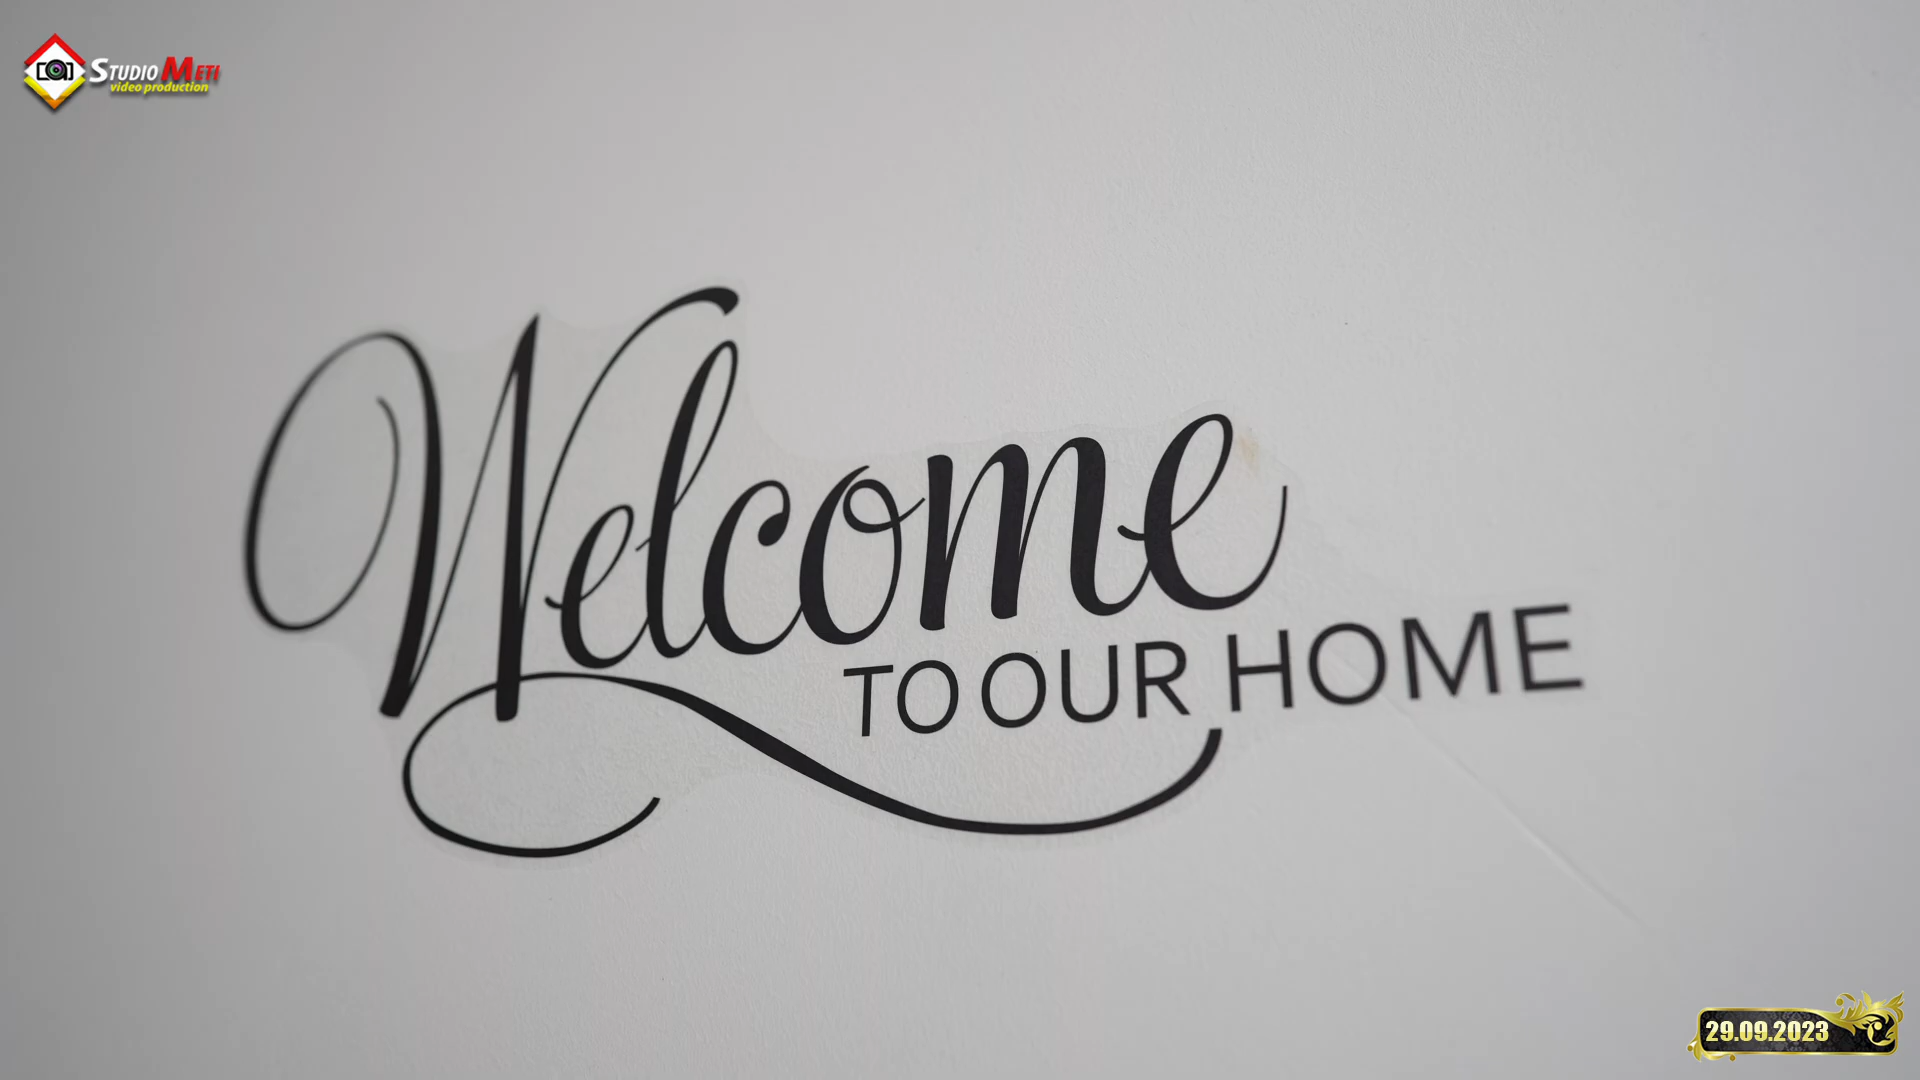 STUDIO METI
video production
Welcome
TO OUR HOME
29.09.2023